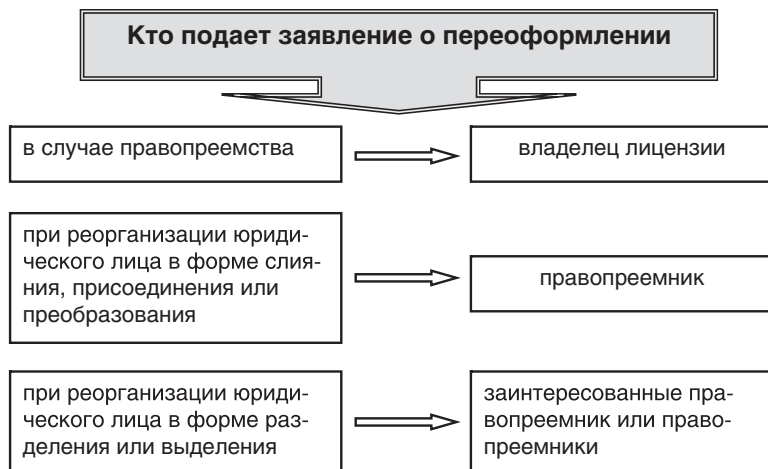 Кто подает заявление о переоформлении
в случае правопреемства
владелец лицензии
при реорганизации юриди-
ческого лица в форме слия-
ния, присоединения или
преобразования
правопреемник
при реорганизации юриди-
ческого лица в форме раз-
деления или выделения
заинтересованные пра-
вопреемник или право-
преемники